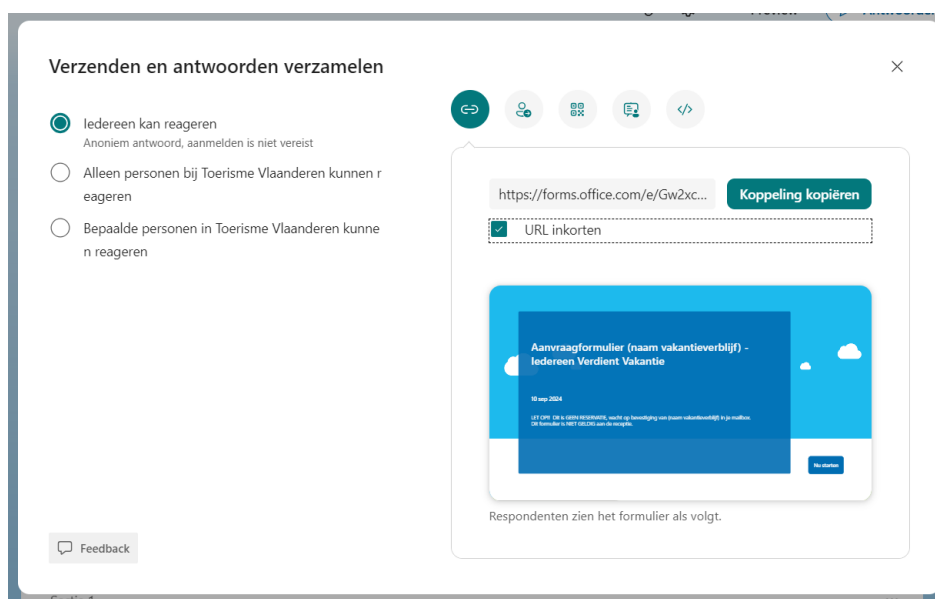 Verzenden en antwoorden verzamelen
Iedereen kan reageren
Anoniem antwoord, aanmelden is niet vereist
Alleen personen bij Toerisme Vlaanderen kunnen r
eageren
Bepaalde personen in Toerisme Vlaanderen kunne
n reageren
https://forms.office.com/e/Gw2xc...
Koppeling kopiëren
URL inkorten
Aanvraagformulier (naam vakantieverblijf) -
Iedereen Verdient Vakantie
10 sep 2024
LET OP!! Dit is GEEN RESERVATIE, wacht op bevestiging van (naam vakantieverblijf) in je mailbox.
Dit formulier is NIET GELDIG aan de receptie.
Nu starten
Respondenten zien het formulier als volgt.
Feedback